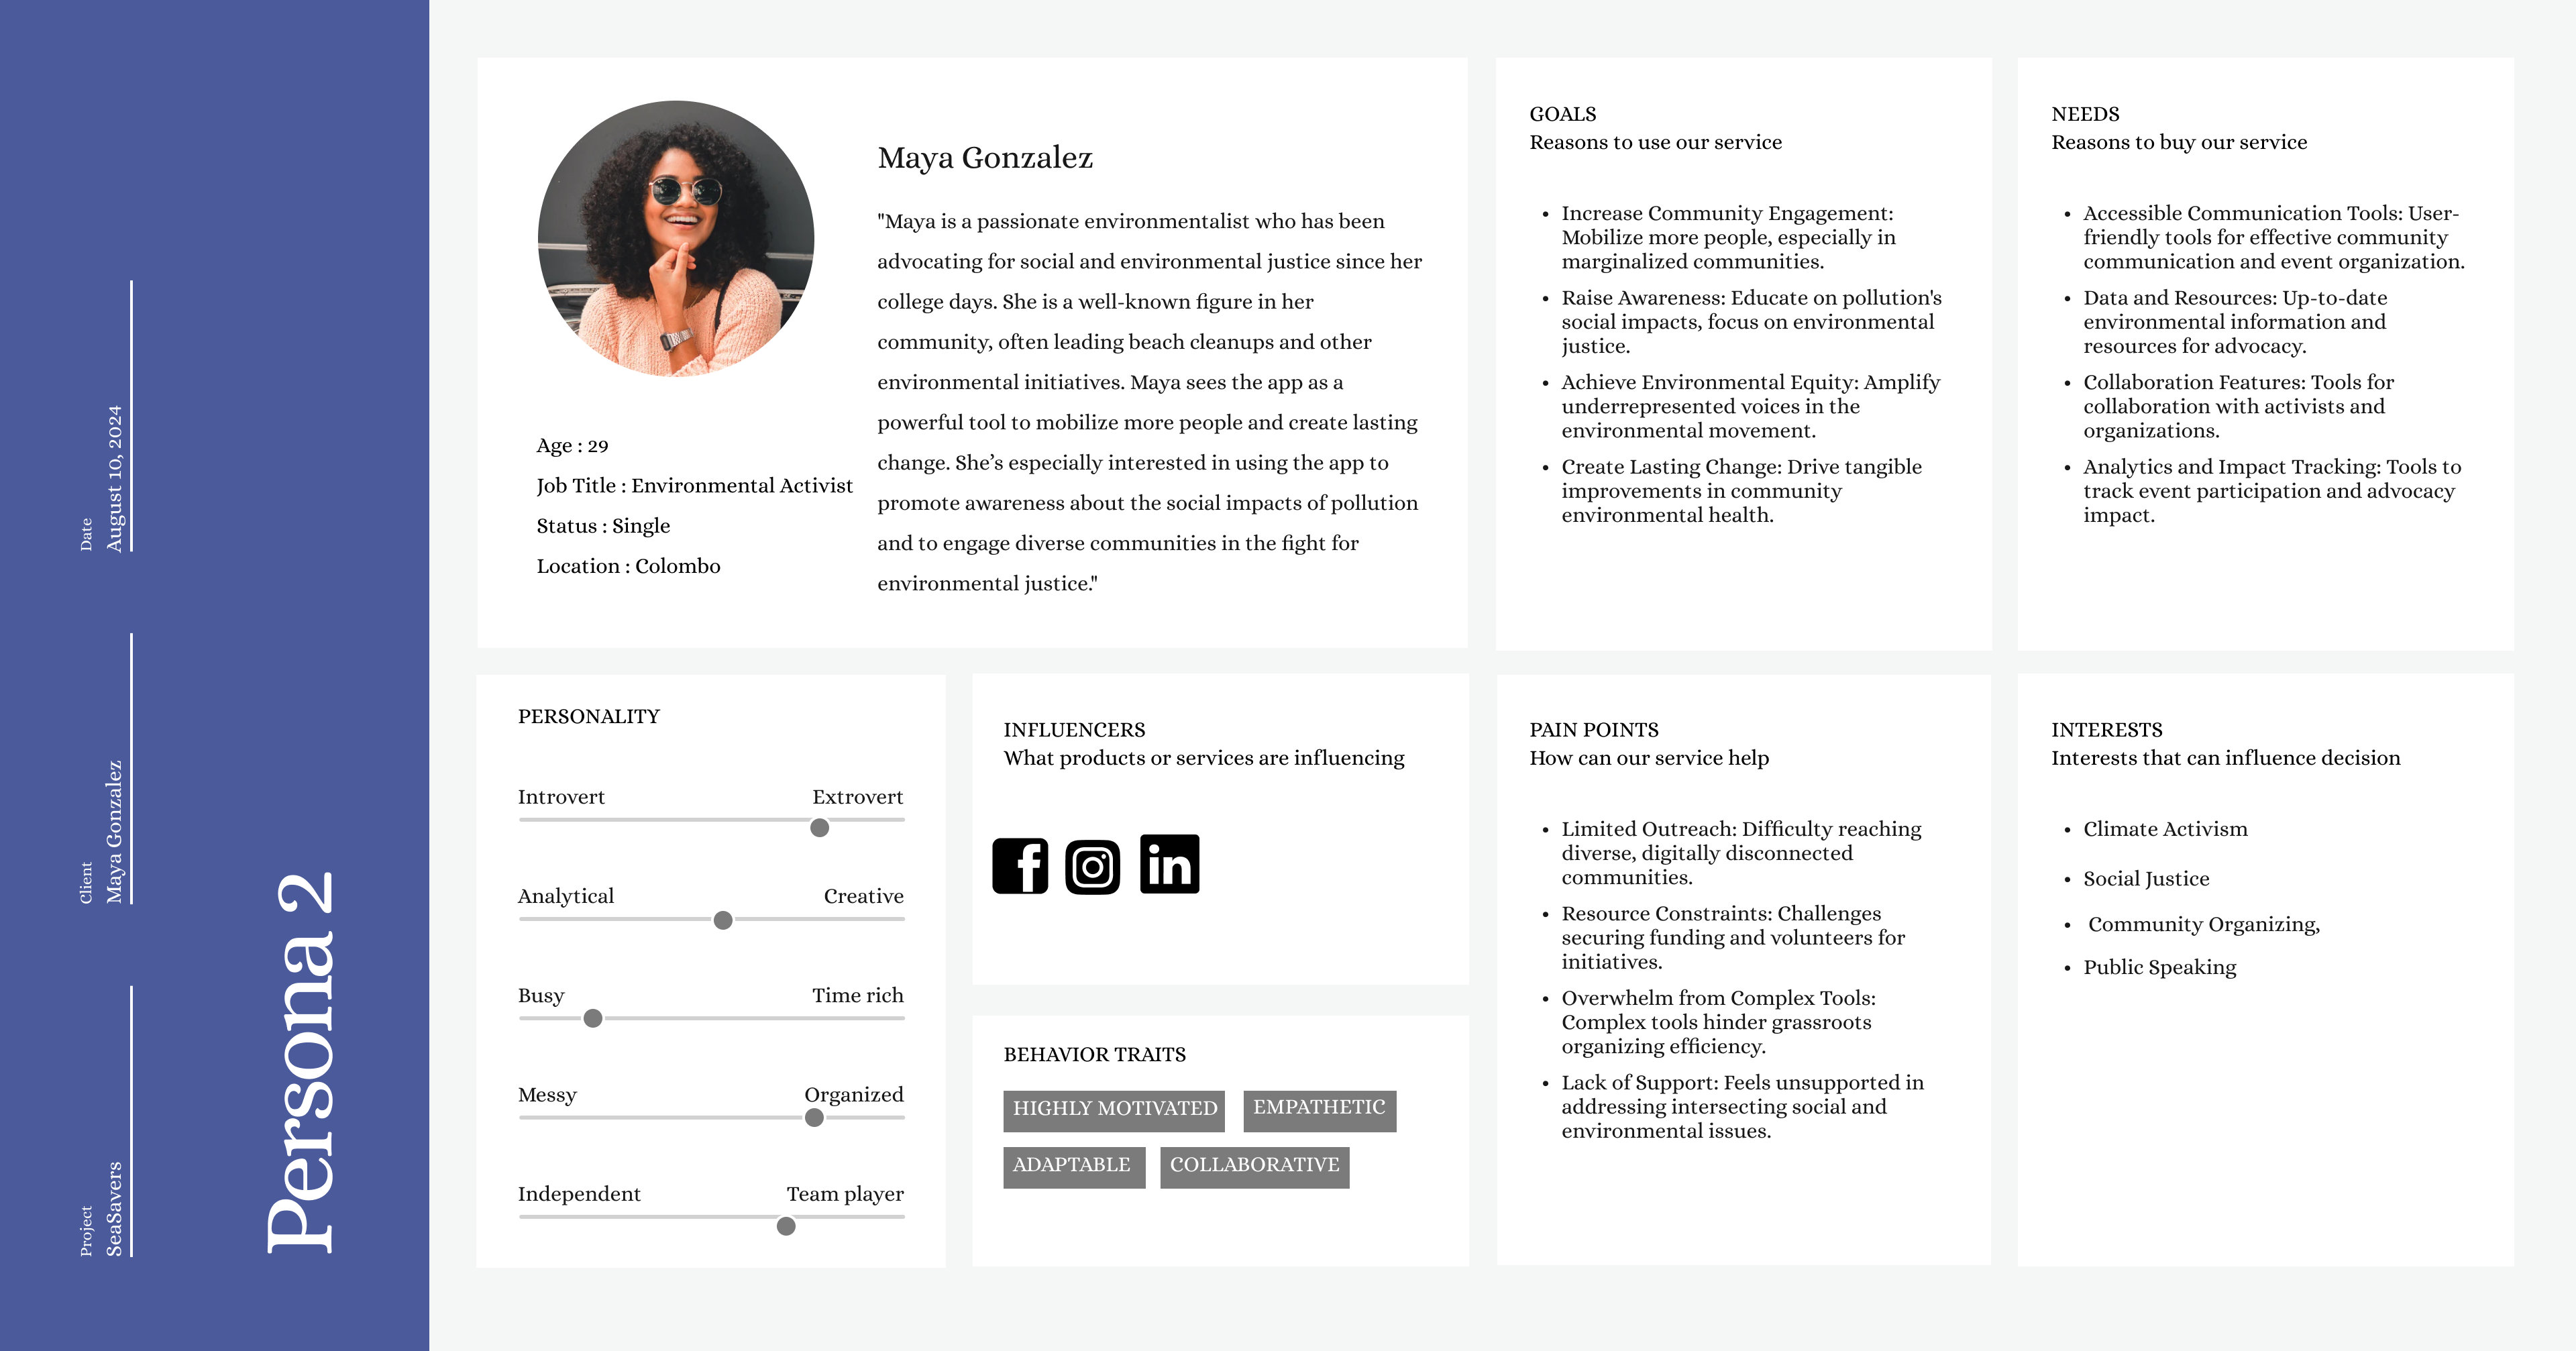 Persona 2
Project
SeaSavers
Client
Maya Gonzalez
Date
August 10, 2024
Maya Gonzalez
"Maya is a passionate environmentalist who has been
advocating for social and environmental justice since her
college days. She is a well-known figure in her
community, often leading beach cleanups and other
environmental initiatives. Maya sees the app as a
powerful tool to mobilize more people and create lasting
change. She’s especially interested in using the app to
promote awareness about the social impacts of pollution
and to engage diverse communities in the fight for
environmental justice."
Age : 29
Job Title : Environmental Activist
Status : Single
Location : Colombo
GOALS
Reasons to use our service
• Increase Community Engagement:
Mobilize more people, especially in
marginalized communities.
• Raise Awareness: Educate on pollution's
social impacts, focus on environmental
justice.
• Achieve Environmental Equity: Amplify
underrepresented voices in the
environmental movement.
• Create Lasting Change: Drive tangible
improvements in community
environmental health.
NEEDS
Reasons to buy our service
• Accessible Communication Tools: User-
friendly tools for effective community
communication and event organization.
• Data and Resources: Up-to-date
environmental information and
resources for advocacy.
• Collaboration Features: Tools for
collaboration with activists and
organizations.
• Analytics and Impact Tracking: Tools to
track event participation and advocacy
impact.
PERSONALITY
Introvert Extrovert
Analytical Creative
Busy Time rich
Messy Organized
Independent Team player
INFLUENCERS
What products or services are influencing
f
in
BEHAVIOR TRAITS
HIGHLY MOTIVATED EMPATHETIC
ADAPTABLE COLLABORATIVE
PAIN POINTS
How can our service help
• Limited Outreach: Difficulty reaching
diverse, digitally disconnected
communities.
• Resource Constraints: Challenges
securing funding and volunteers for
initiatives.
• Overwhelm from Complex Tools:
Complex tools hinder grassroots
organizing efficiency.
• Lack of Support: Feels unsupported in
addressing intersecting social and
environmental issues.
INTERESTS
Interests that can influence decision
• Climate Activism
• Social Justice
• Community Organizing,
• Public Speaking